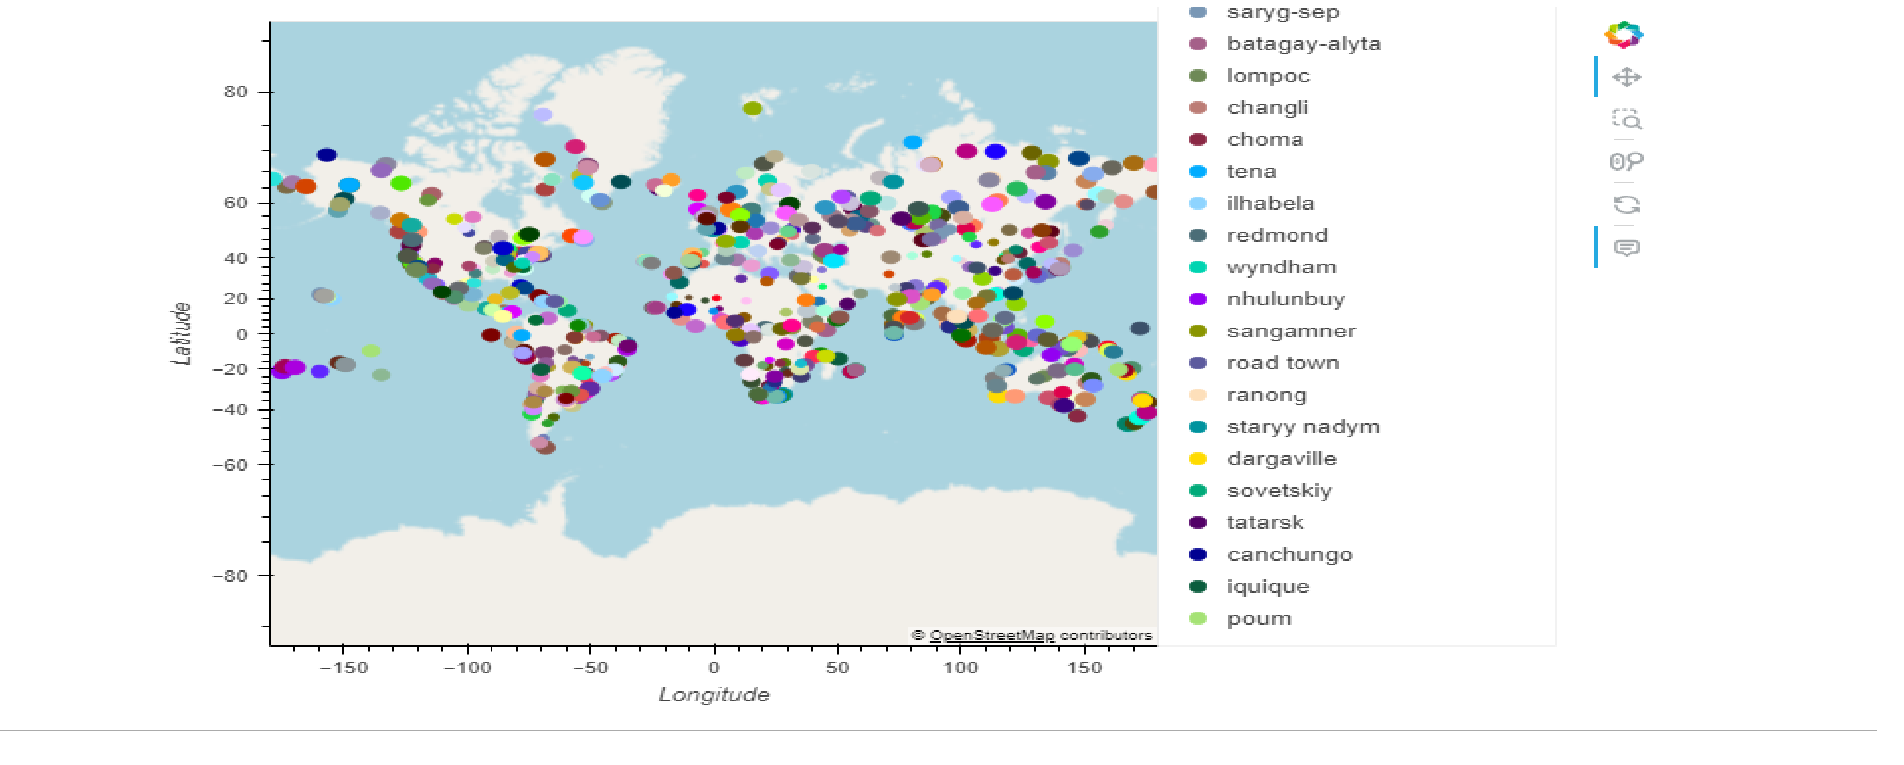 saryg-sep
batagay-alyta
lompoc
changli
choma
tena
ilhabela
redmond
wyndham
nhulunbuy
sangamner
road town
ranong
staryy nadym
dargaville
sovetskiy
tatarsk
canchungo
iquique
poum
80
60
40
20
0
−20
−40
−60
−80
Latitude
© OpenStreetMap contributors
−150 −100 −50 0 50 100 150
Longitude